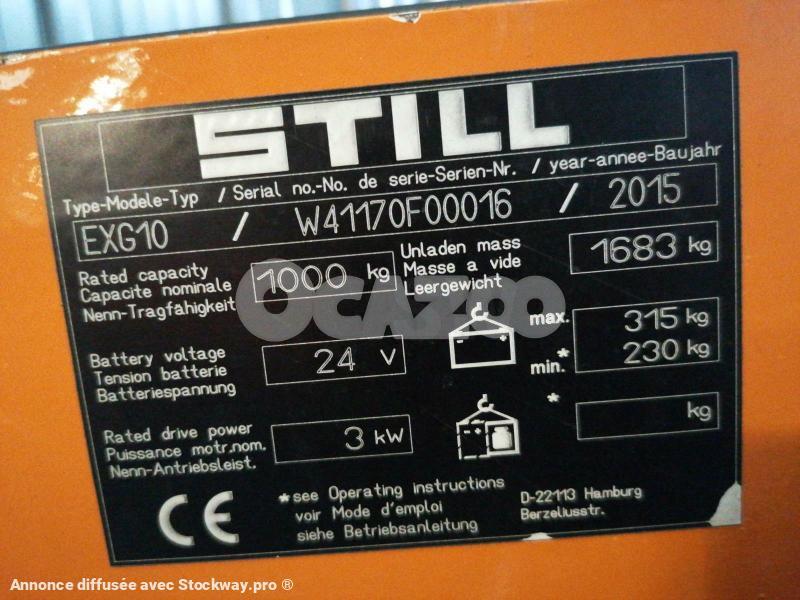 STILL
Type-Modele-Typ / Serial no.-No. de serie-Serien-Nr. / year-annee-Baujahr
EXG10 / W41170F00016 / 2015
Rated capacity
Capacite nominale
Nenn-Tragfähigkeit
1000 kg
Unladen mass
Masse a vide
Leergewicht
1683 kg
Battery voltage
Tension batterie
Batteriespannung
24 V
max. 315 kg
min.* 230 kg
Rated drive power
Puissance motr.nom.
Nenn-Antriebsleist.
3 kW
* kg
CE
*see Operating instructions
voir Mode d'emploi
siehe Betriebsanleitung
D-22113 Hamburg
Berzeliusstr.
OCAZOO
Annonce diffusée avec Stockway.pro ®